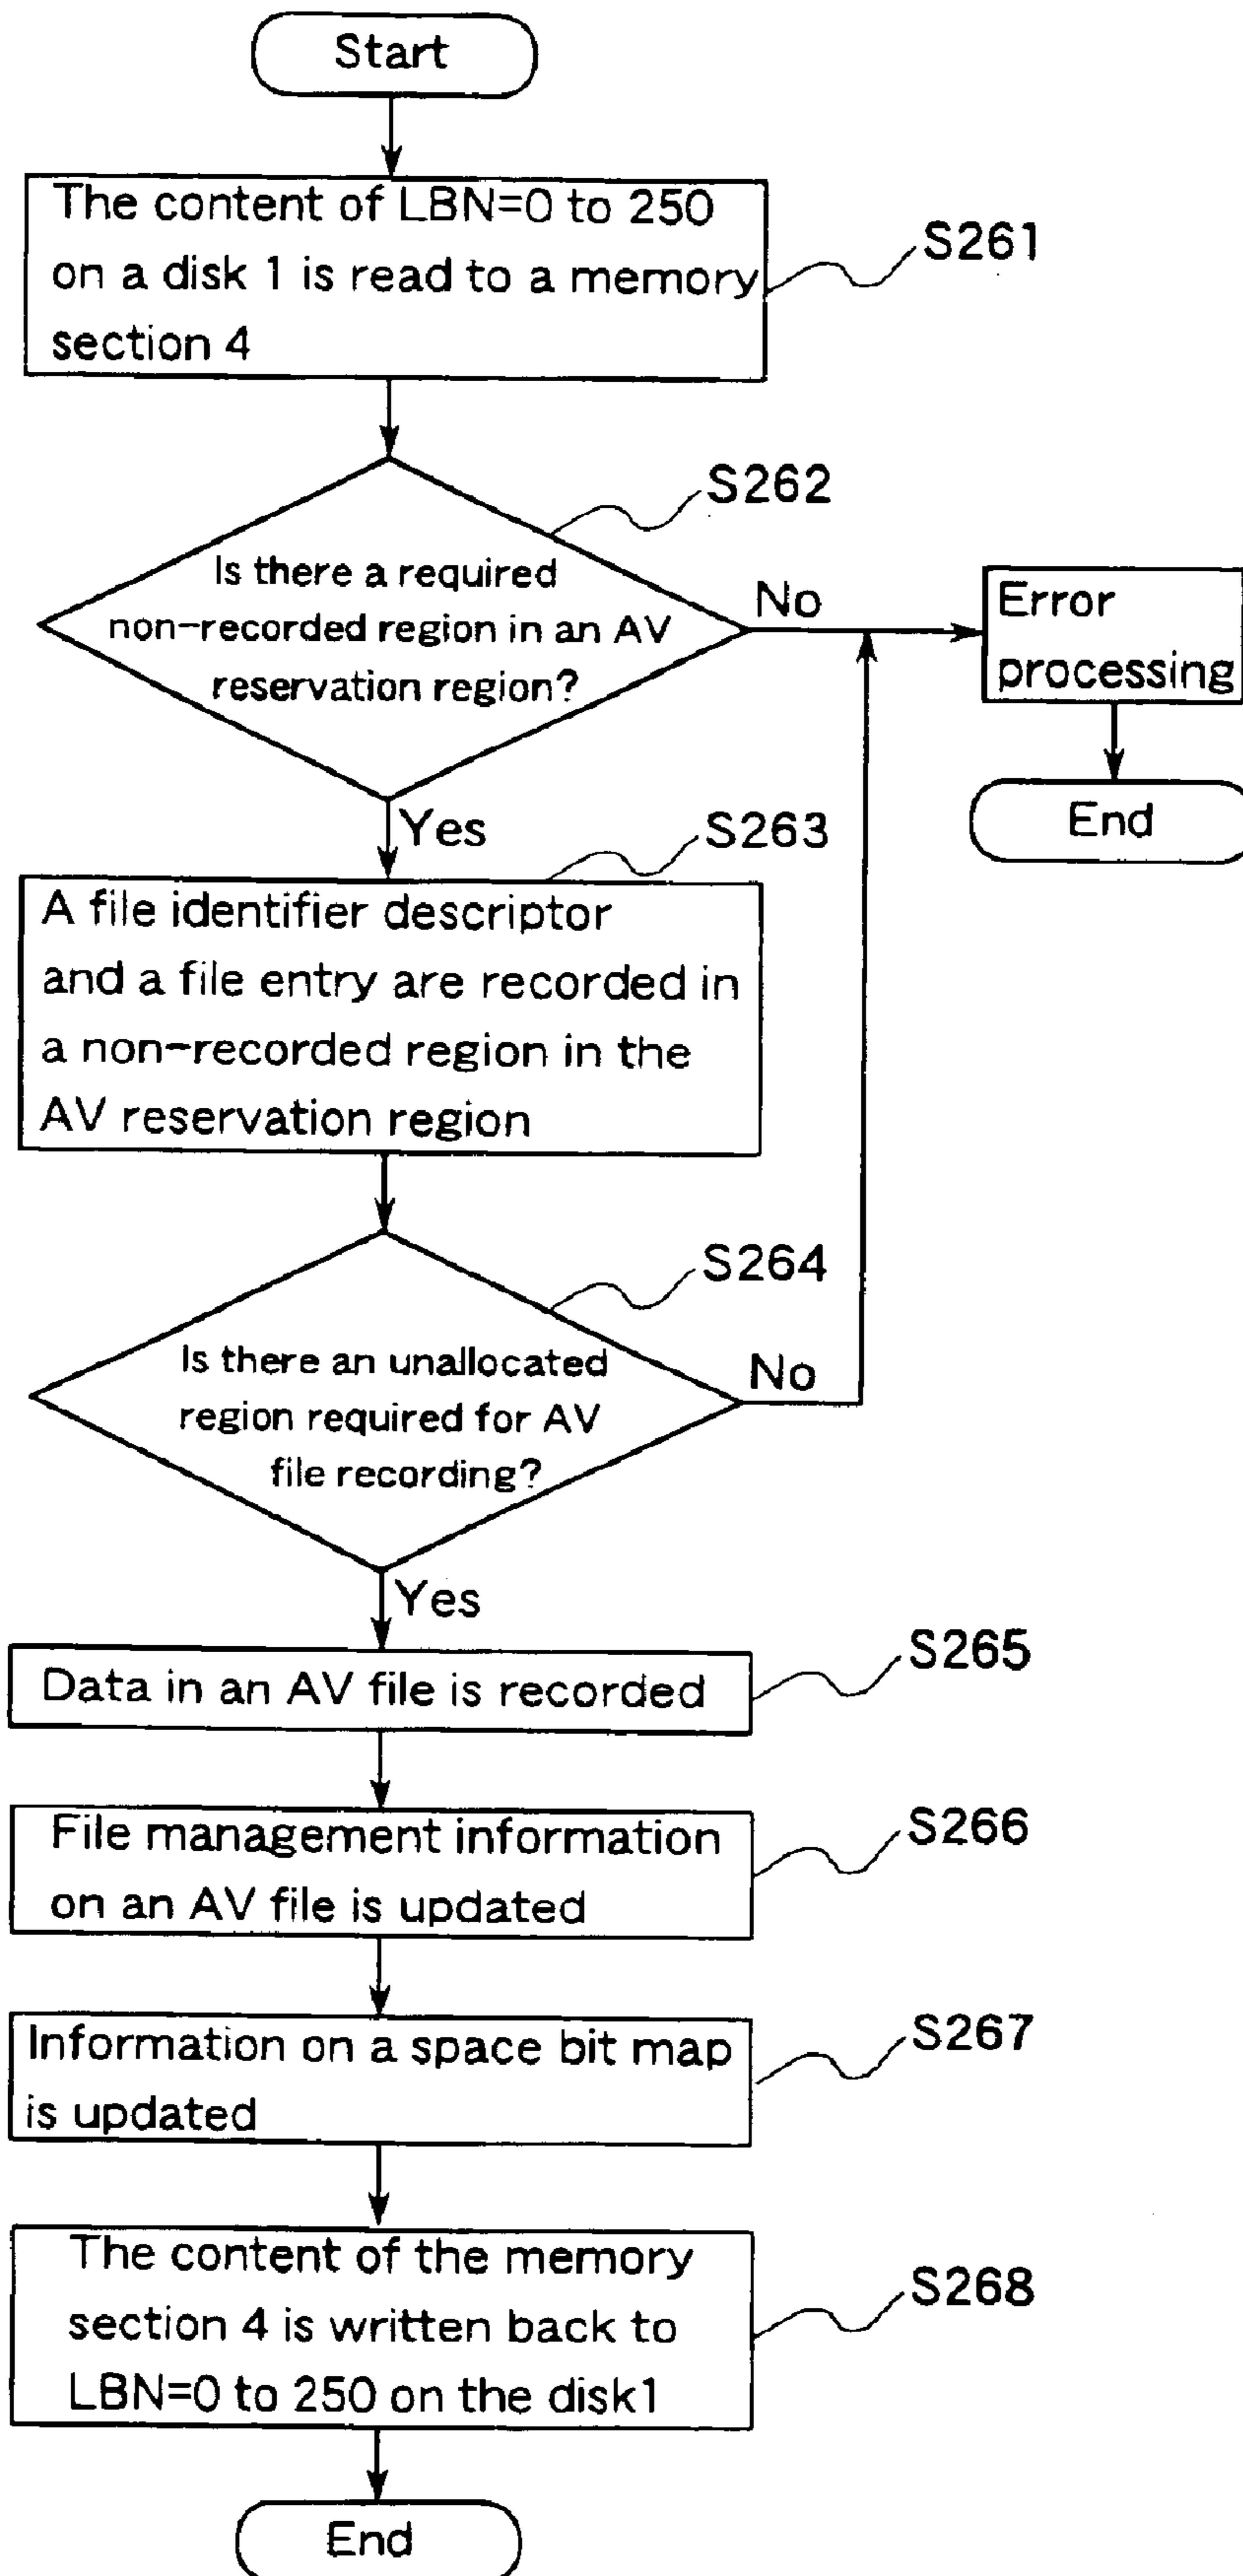 Start
The content of LBN=0 to 250
on a disk 1 is read to a memory
section 4
S261
S262
Is there a required
non-recorded region in an AV
reservation region?
No
Error
processing
End
Yes
S263
A file identifier descriptor
and a file entry are recorded in
a non-recorded region in the
AV reservation region
S264
Is there an unallocated
region required for AV
file recording?
No
Yes
Data in an AV file is recorded
S265
File management information
on an AV file is updated
S266
Information on a space bit map
is updated
S267
The content of the memory
section 4 is written back to
LBN=0 to 250 on the disk1
S268
End